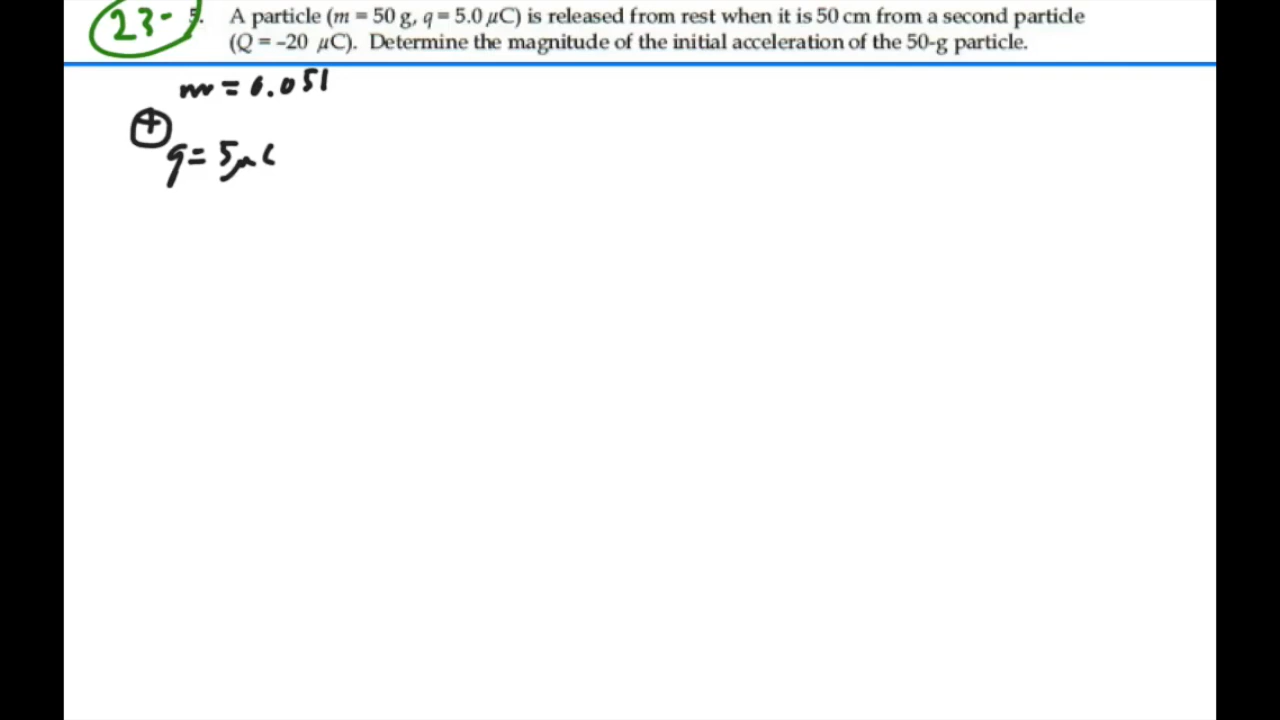 23- 5. A particle (m = 50 g, q = 5.0 μC) is released from rest when it is 50 cm from a second particle
(Q = –20 μC). Determine the magnitude of the initial acceleration of the 50-g particle.
m = 0.051
+
q = 5μC